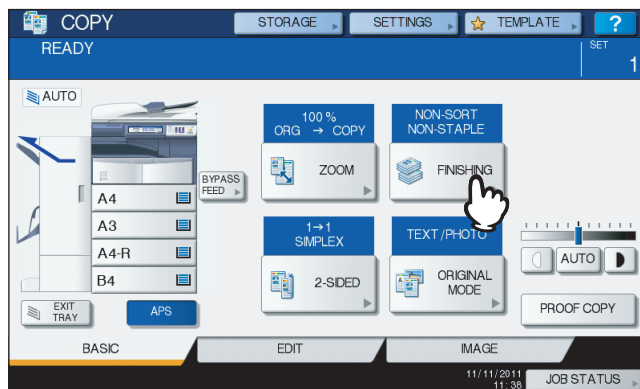 COPY
STORAGE
SETTINGS
TEMPLATE
?
READY
SET
1
AUTO
100 %
ORG → COPY
ZOOM
NON-SORT
NON-STAPLE
FINISHING
BYPASS
FEED
A4
A3
A4-R
B4
1→1
SIMPLEX
2-SIDED
TEXT/PHOTO
ORIGINAL
MODE
AUTO
EXIT
TRAY
APS
PROOF COPY
BASIC
EDIT
IMAGE
11/11/2011
11:38
JOB STATUS